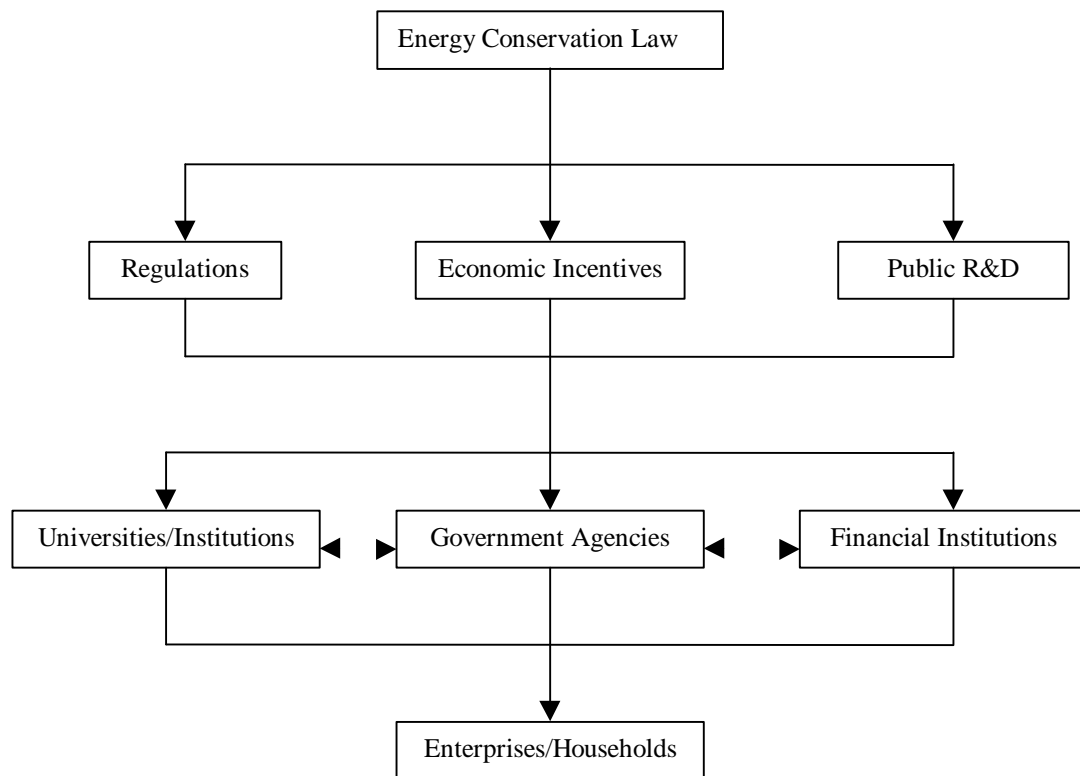 Energy Conservation Law
Regulations
Economic Incentives
Public R&D
Universities/Institutions
Government Agencies
Financial Institutions
Enterprises/Households